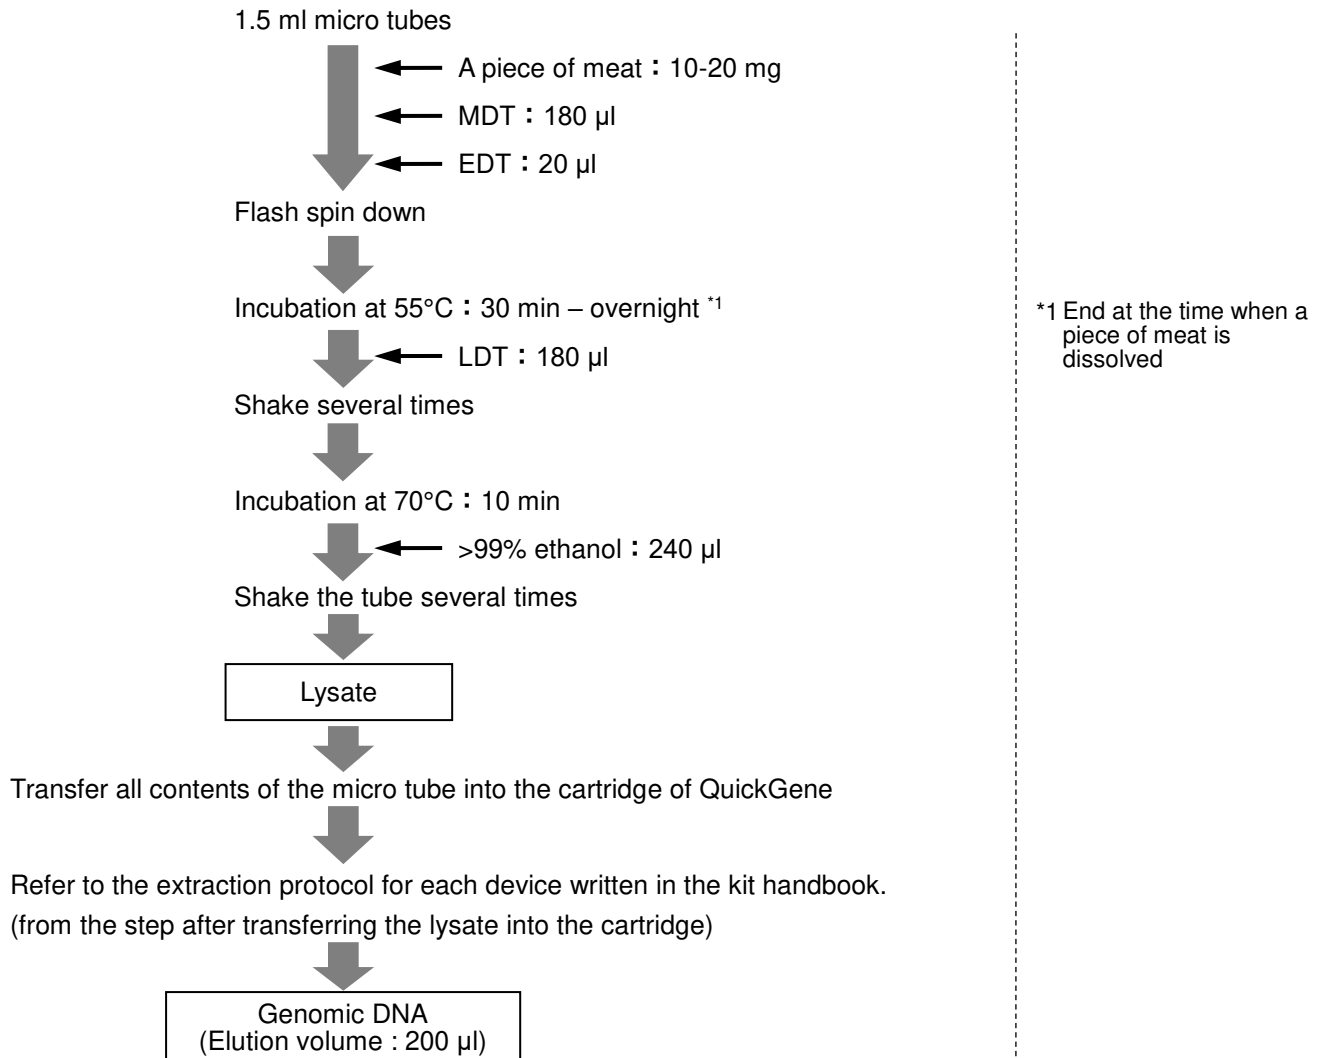 1.5 ml micro tubes
A piece of meat：10-20 mg
MDT：180 µl
EDT：20 µl
Flash spin down
Incubation at 55°C：30 min – overnight *1
*1 End at the time when a
piece of meat is
dissolved
LDT：180 µl
Shake several times
Incubation at 70°C：10 min
>99% ethanol：240 µl
Shake the tube several times
Lysate
Transfer all contents of the micro tube into the cartridge of QuickGene
Refer to the extraction protocol for each device written in the kit handbook.
(from the step after transferring the lysate into the cartridge)
Genomic DNA
(Elution volume : 200 µl)